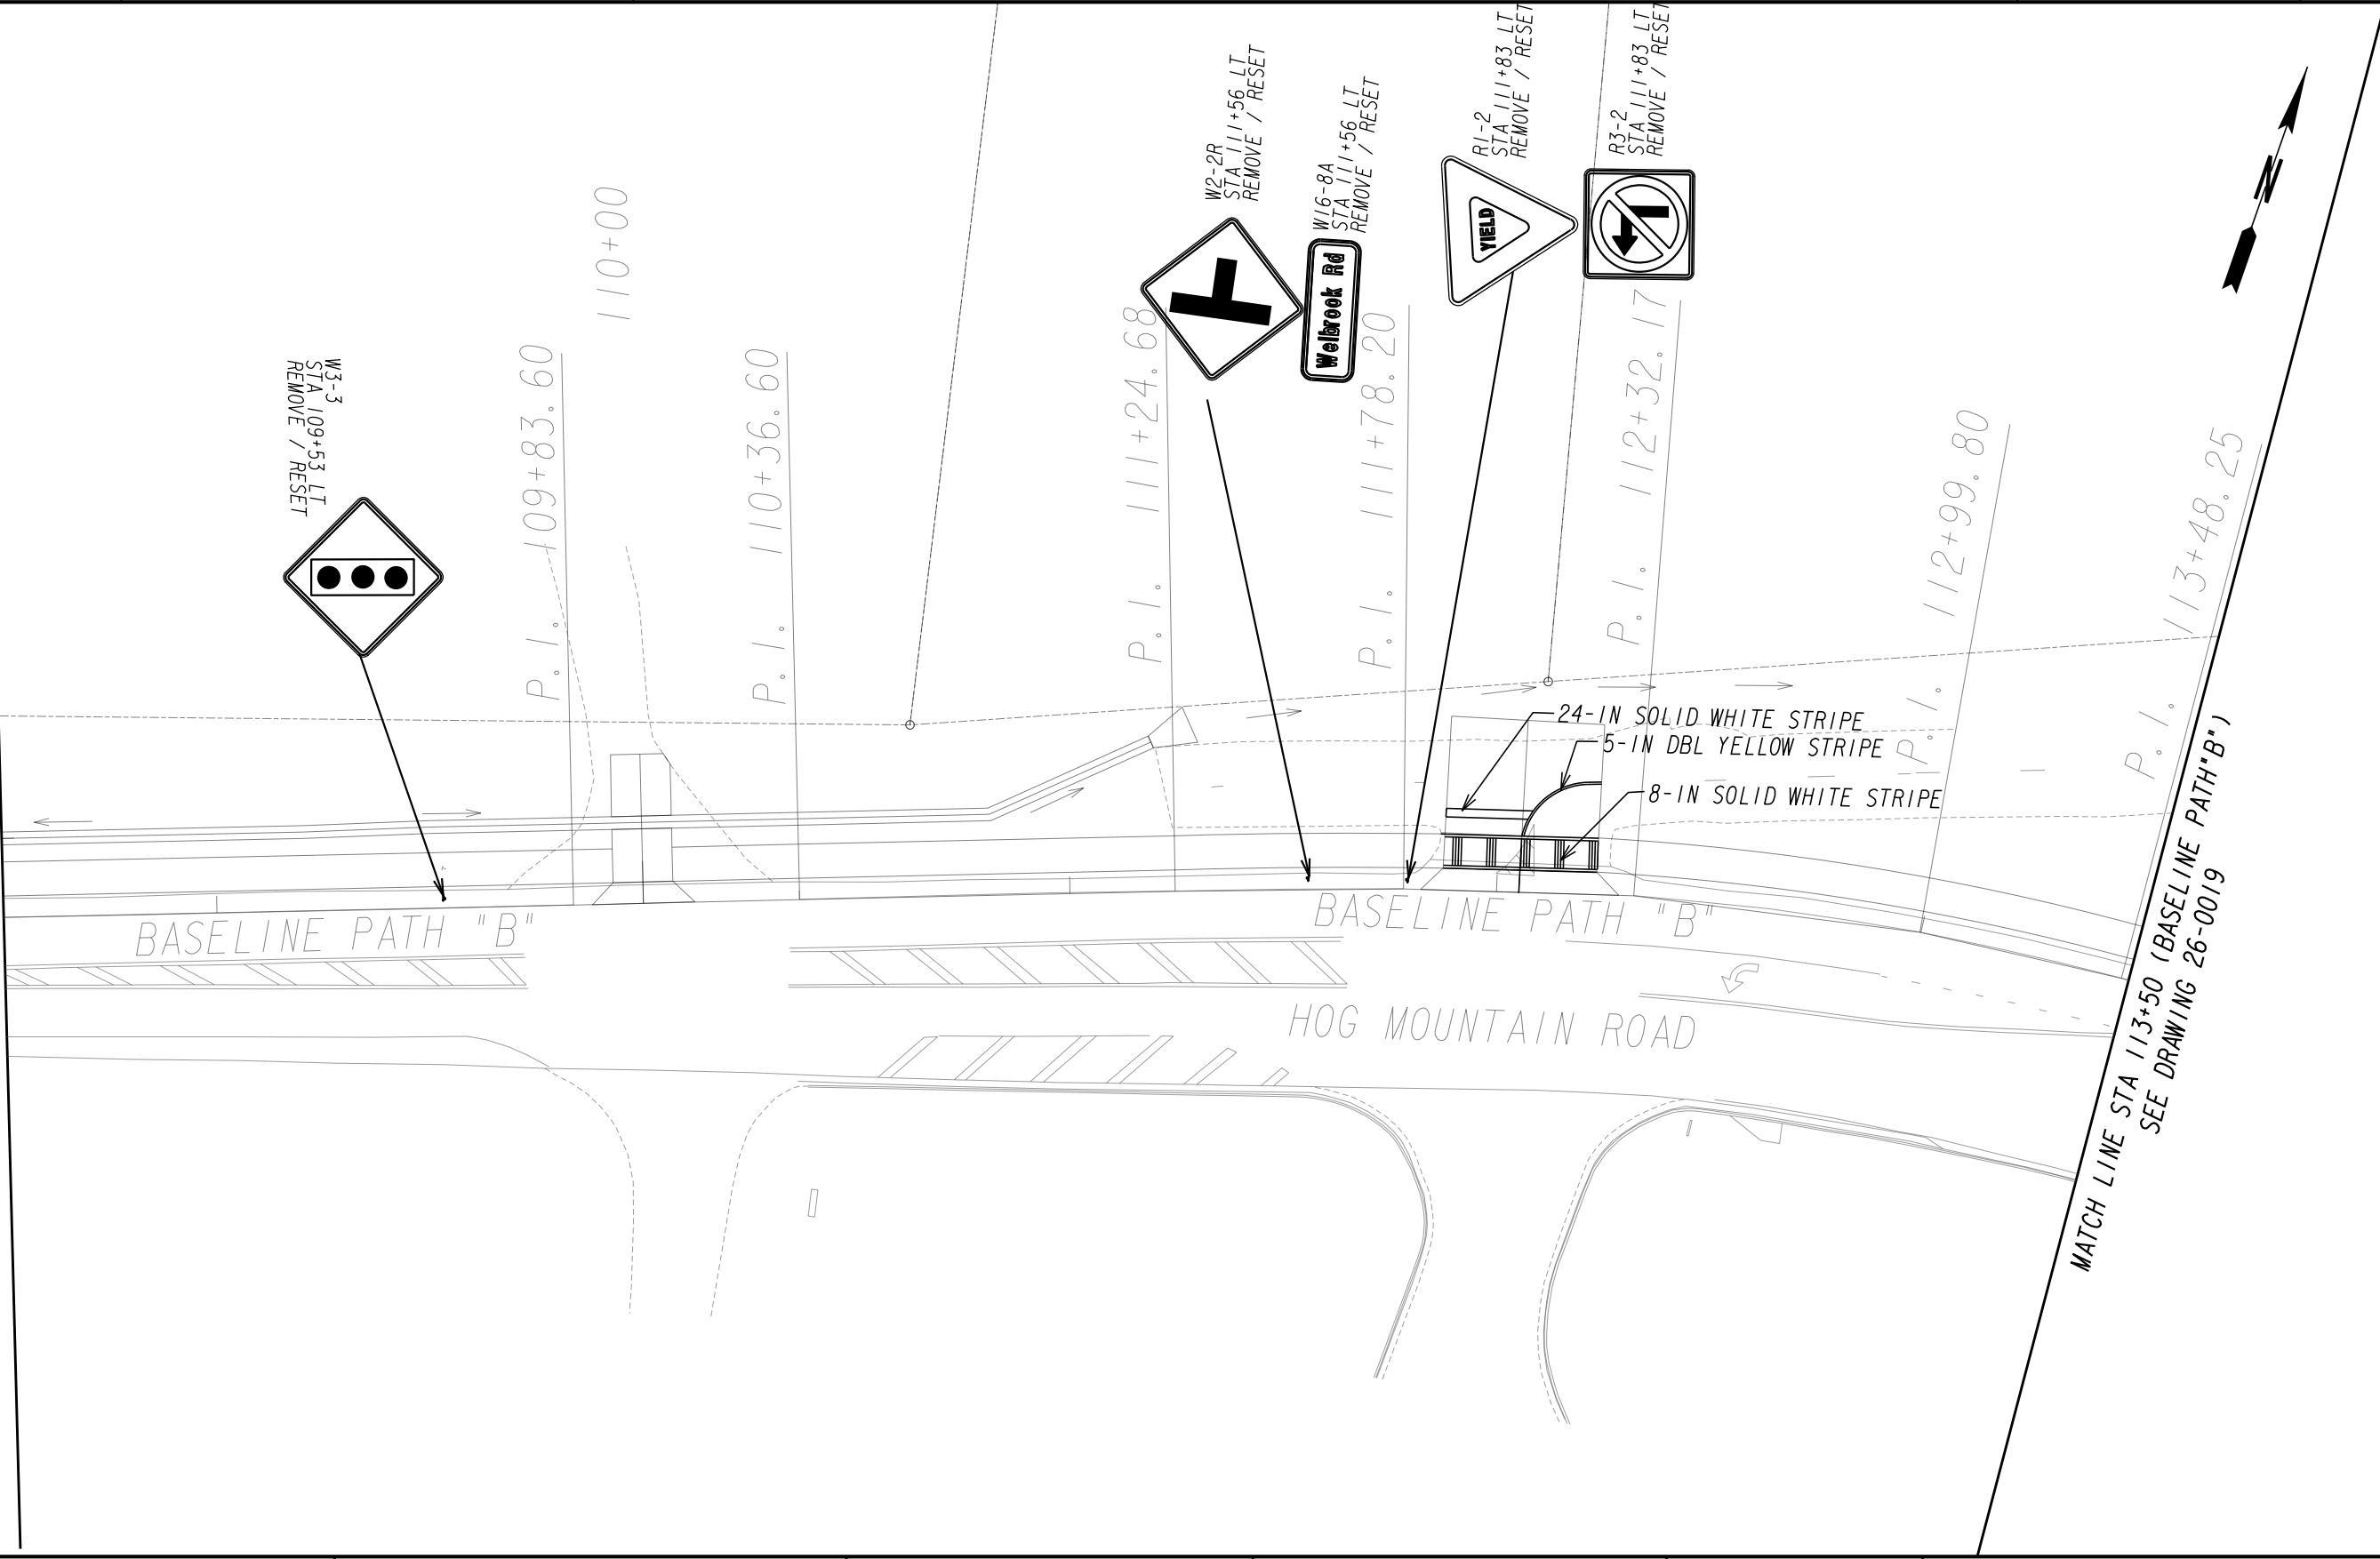 W3-3
STA 109+53 LT
REMOVE / RESET
P.I. 109+83.60
110+00
P.I. 110+36.60
P.I. 111+24.68
W2-2R
STA 111+56 LT
REMOVE / RESET
W16-8A
STA 111+56 LT
REMOVE / RESET
Welbrook Rd
P.I. 111+78.20
R1-2
STA 111+83 LT
REMOVE / RESET
YIELD
R3-2
STA 111+83 LT
REMOVE / RESET
P.I. 112+32.17
P.I. 112+99.80
P.I. 113+48.25
N
24-IN SOLID WHITE STRIPE
5-IN DBL YELLOW STRIPE
8-IN SOLID WHITE STRIPE
BASELINE PATH "B"
BASELINE PATH "B"
HOG MOUNTAIN ROAD
MATCH LINE STA 113+50 (BASELINE PATH"B")
SEE DRAWING 26-0019